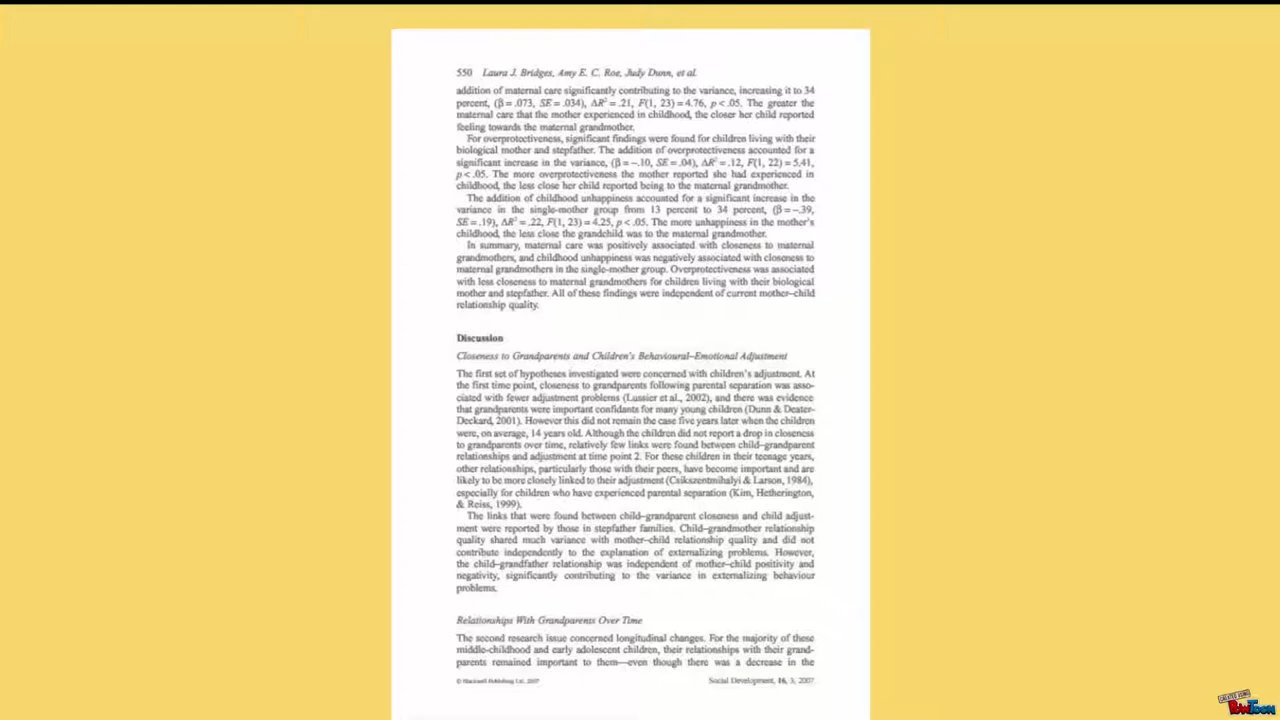 550 Laura J. Bridges, Amy E. C. Roe, Judy Dunn, et al.
addition of maternal care significantly contributing to the variance, increasing it to 34
percent, (β = .073, SE = .034), ΔR² = .21, F(1, 23) = 4.76, p < .05. The greater the
maternal care that the mother experienced in childhood, the closer her child reported
feeling towards the maternal grandmother.
For overprotectiveness, significant findings were found for children living with their
biological mother and stepfather. The addition of overprotectiveness accounted for a
significant increase in the variance, (β = –.10, SE = .04), ΔR² = .12, F(1, 22) = 5.41,
p < .05. The more overprotectiveness the mother reported she had experienced in
childhood, the less close her child reported being to the maternal grandmother.
The addition of childhood unhappiness accounted for a significant increase in the
variance in the single-mother group from 13 percent to 34 percent, (β = –.39,
SE = .19), ΔR² = .22, F(1, 23) = 4.25, p < .05. The more unhappiness in the mother's
childhood, the less close the grandchild was to the maternal grandmother.
In summary, maternal care was positively associated with closeness to maternal
grandmothers, and childhood unhappiness was negatively associated with closeness to
maternal grandmothers in the single-mother group. Overprotectiveness was associated
with less closeness to maternal grandmothers for children living with their biological
mother and stepfather. All of these findings were independent of current mother–child
relationship quality.
Discussion
Closeness to Grandparents and Children's Behavioural–Emotional Adjustment
The first set of hypotheses investigated were concerned with children's adjustment. At
the first time point, closeness to grandparents following parental separation was asso-
ciated with fewer adjustment problems (Lussier et al., 2002), and there was evidence
that grandparents were important confidants for many young children (Dunn & Deater-
Deckard, 2001). However this did not remain the case five years later when the children
were, on average, 14 years old. Although the children did not report a drop in closeness
to grandparents over time, relatively few links were found between child–grandparent
relationships and adjustment at time point 2. For these children in their teenage years,
other relationships, particularly those with their peers, have become important and are
likely to be more closely linked to their adjustment (Csikszentmihalyi & Larson, 1984),
especially for children who have experienced parental separation (Kim, Hetherington,
& Reiss, 1999).
The links that were found between child–grandparent closeness and child adjust-
ment were reported by those in stepfather families. Child–grandmother relationship
quality shared much variance with mother–child relationship quality and did not
contribute independently to the explanation of externalizing problems. However,
the child–grandfather relationship was independent of mother–child positivity and
negativity, significantly contributing to the variance in externalizing behaviour
problems.
Relationships With Grandparents Over Time
The second research issue concerned longitudinal changes. For the majority of these
middle-childhood and early adolescent children, their relationships with their grand-
parents remained important to them—even though there was a decrease in the
© Blackwell Publishing Ltd. 2007 Social Development, 16, 3, 2007
CREATED USING
POWTOON